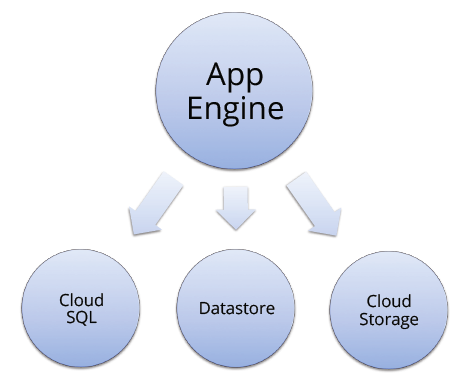 App
Engine
Cloud
SQL
Datastore
Cloud
Storage